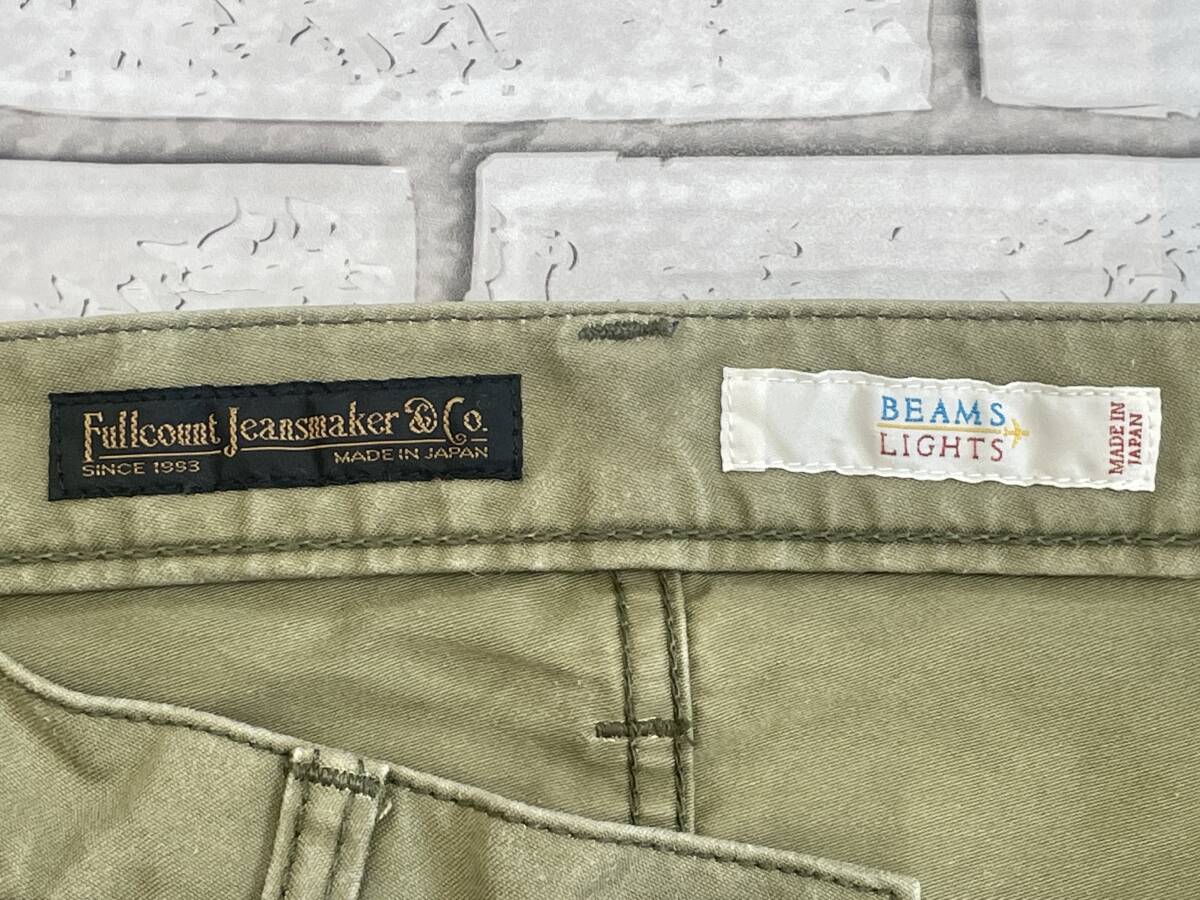 Fullcount Jeansmaker & Co.
SINCE 1993
MADE IN JAPAN
BEAMS
LIGHTS
MADE IN
JAPAN